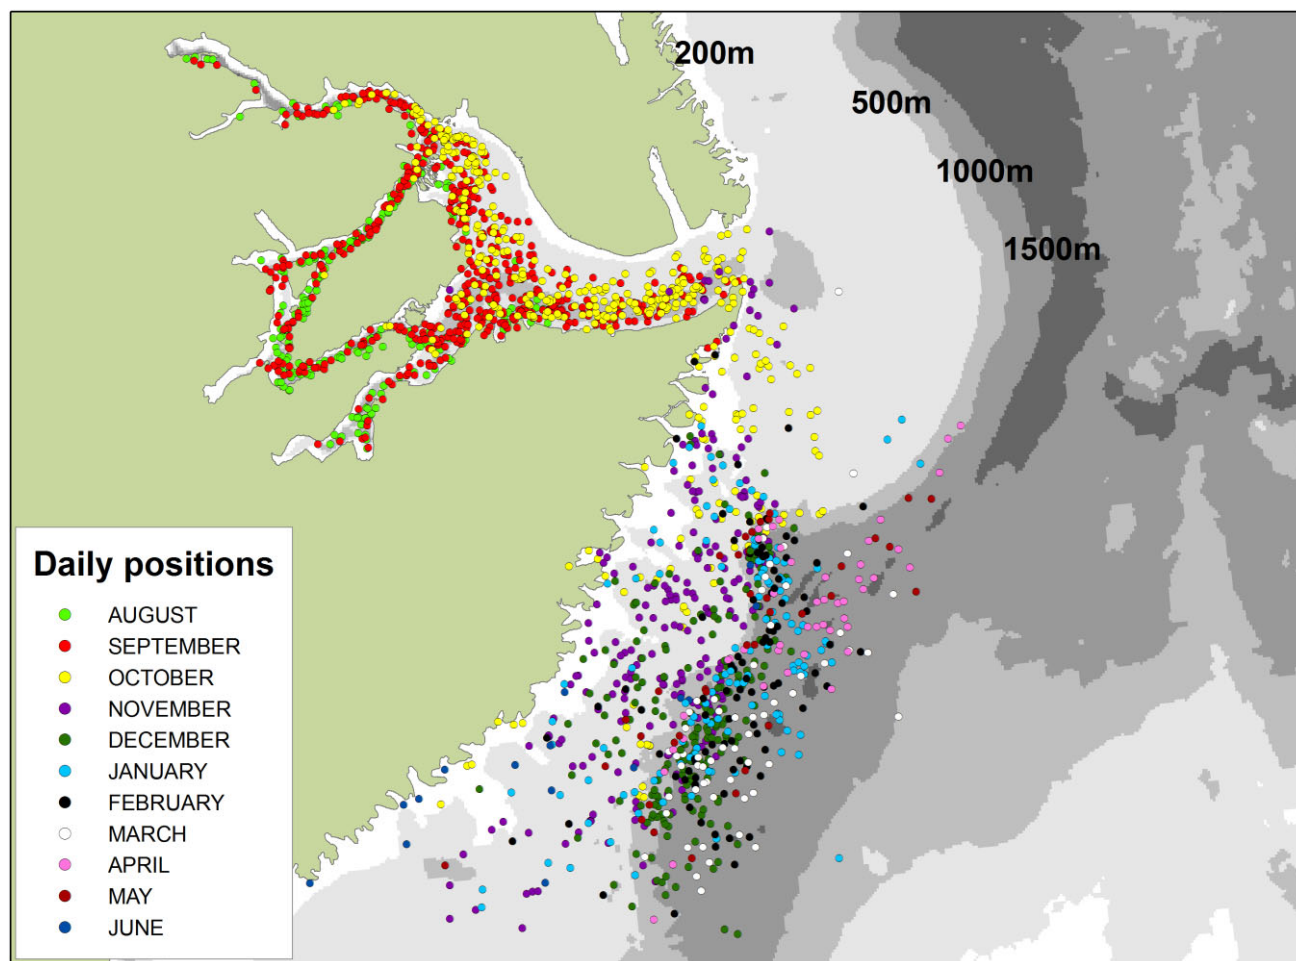 200m
500m
1000m
1500m
Daily positions
AUGUST
SEPTEMBER
OCTOBER
NOVEMBER
DECEMBER
JANUARY
FEBRUARY
MARCH
APRIL
MAY
JUNE